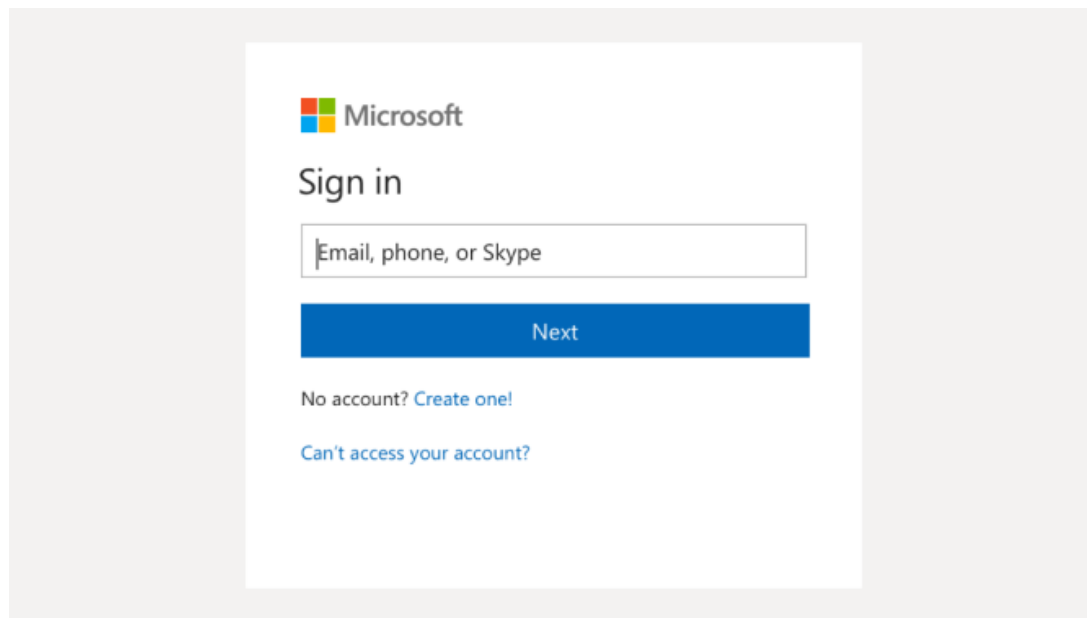 Microsoft
Sign in
Email, phone, or Skype
Next
No account? Create one!
Can't access your account?